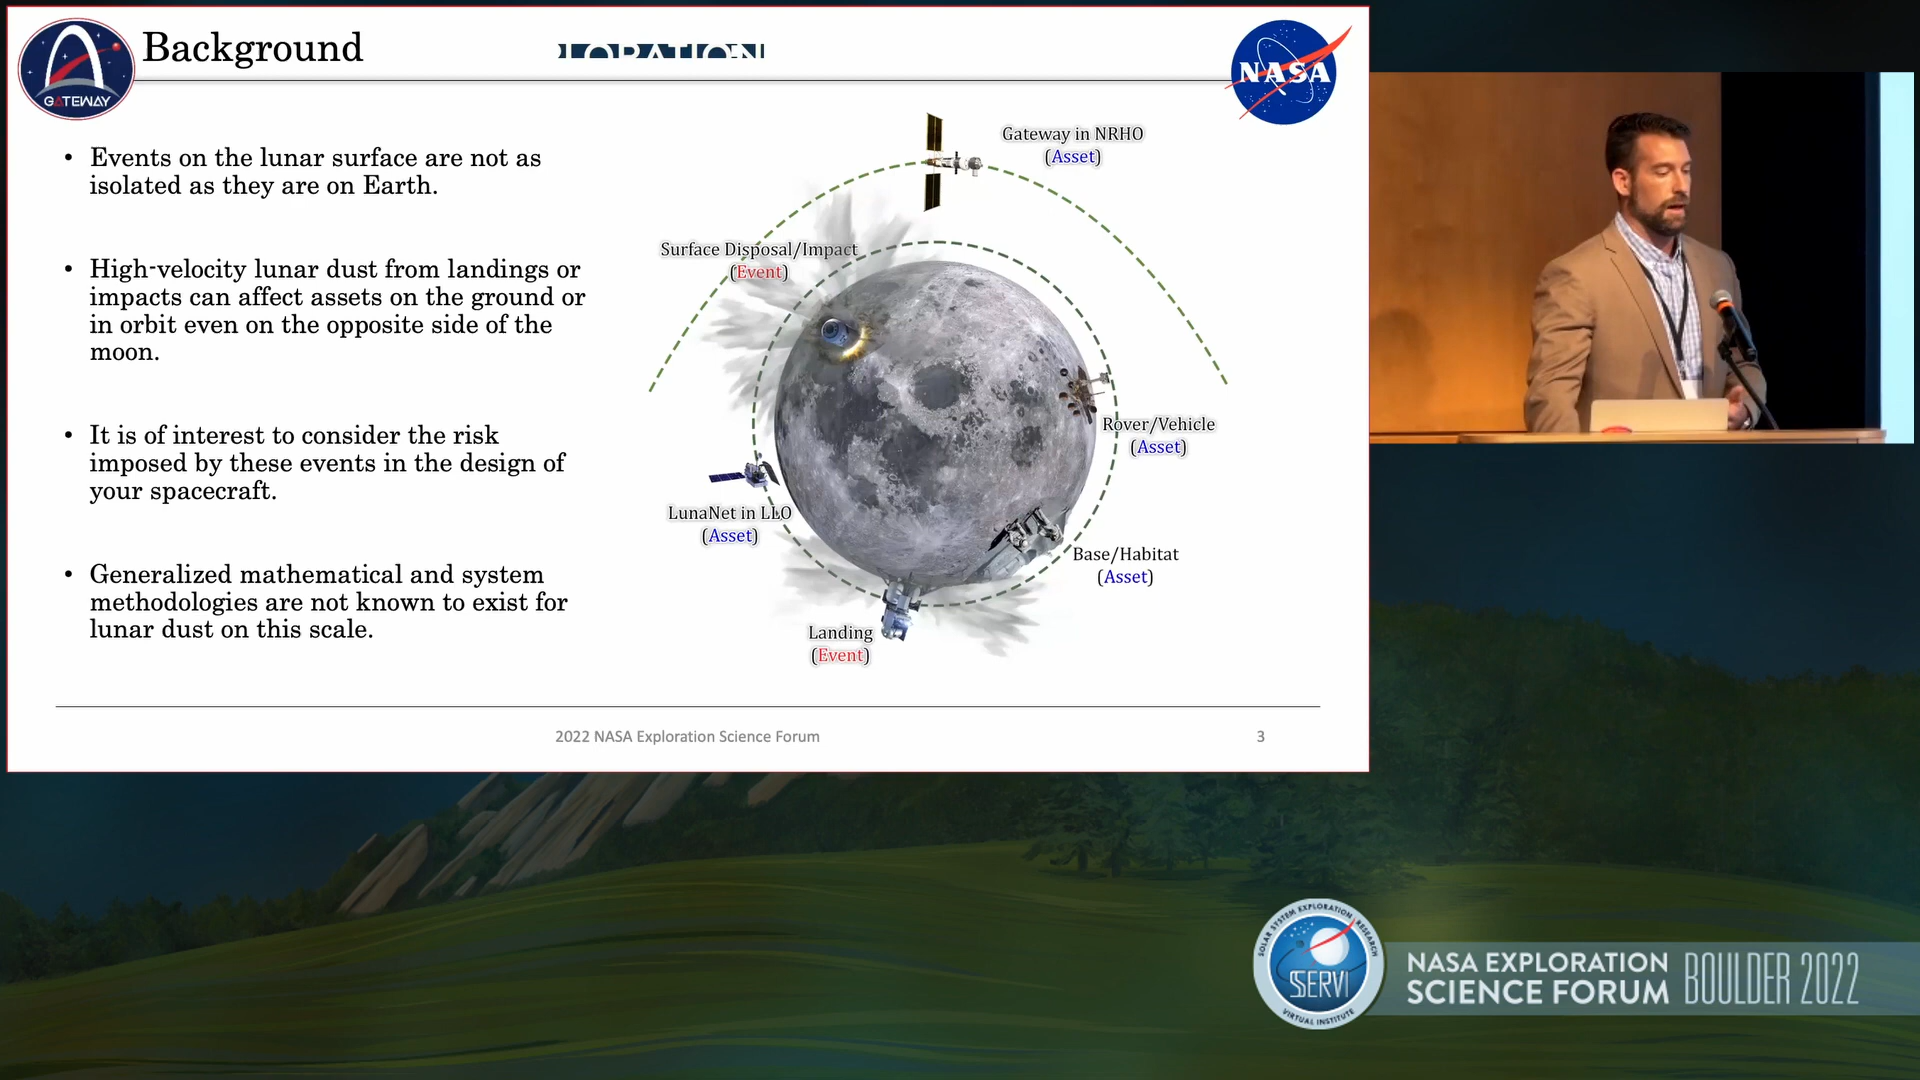 GATEWAY
Background
NASA
• Events on the lunar surface are not as
isolated as they are on Earth.
• High-velocity lunar dust from landings or
impacts can affect assets on the ground or
in orbit even on the opposite side of the
moon.
• It is of interest to consider the risk
imposed by these events in the design of
your spacecraft.
• Generalized mathematical and system
methodologies are not known to exist for
lunar dust on this scale.
Gateway in NRHO
(Asset)
Surface Disposal/Impact
(Event)
Rover/Vehicle
(Asset)
LunaNet in LLO
(Asset)
Base/Habitat
(Asset)
Landing
(Event)
2022 NASA Exploration Science Forum
3
SOLAR SYSTEM EXPLORATION RESEARCH
SSERVI
VIRTUAL INSTITUTE
NASA EXPLORATION
SCIENCE FORUM
BOULDER 2022